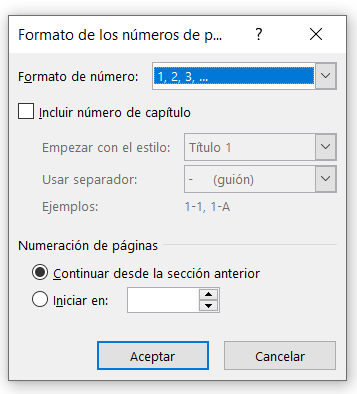 Formato de los números de p... ? ×
Formato de número: 1, 2, 3, ...
Incluir número de capítulo
Empezar con el estilo: Título 1
Usar separador: - (guión)
Ejemplos: 1-1, 1-A
Numeración de páginas
Continuar desde la sección anterior
Iniciar en:
Aceptar Cancelar